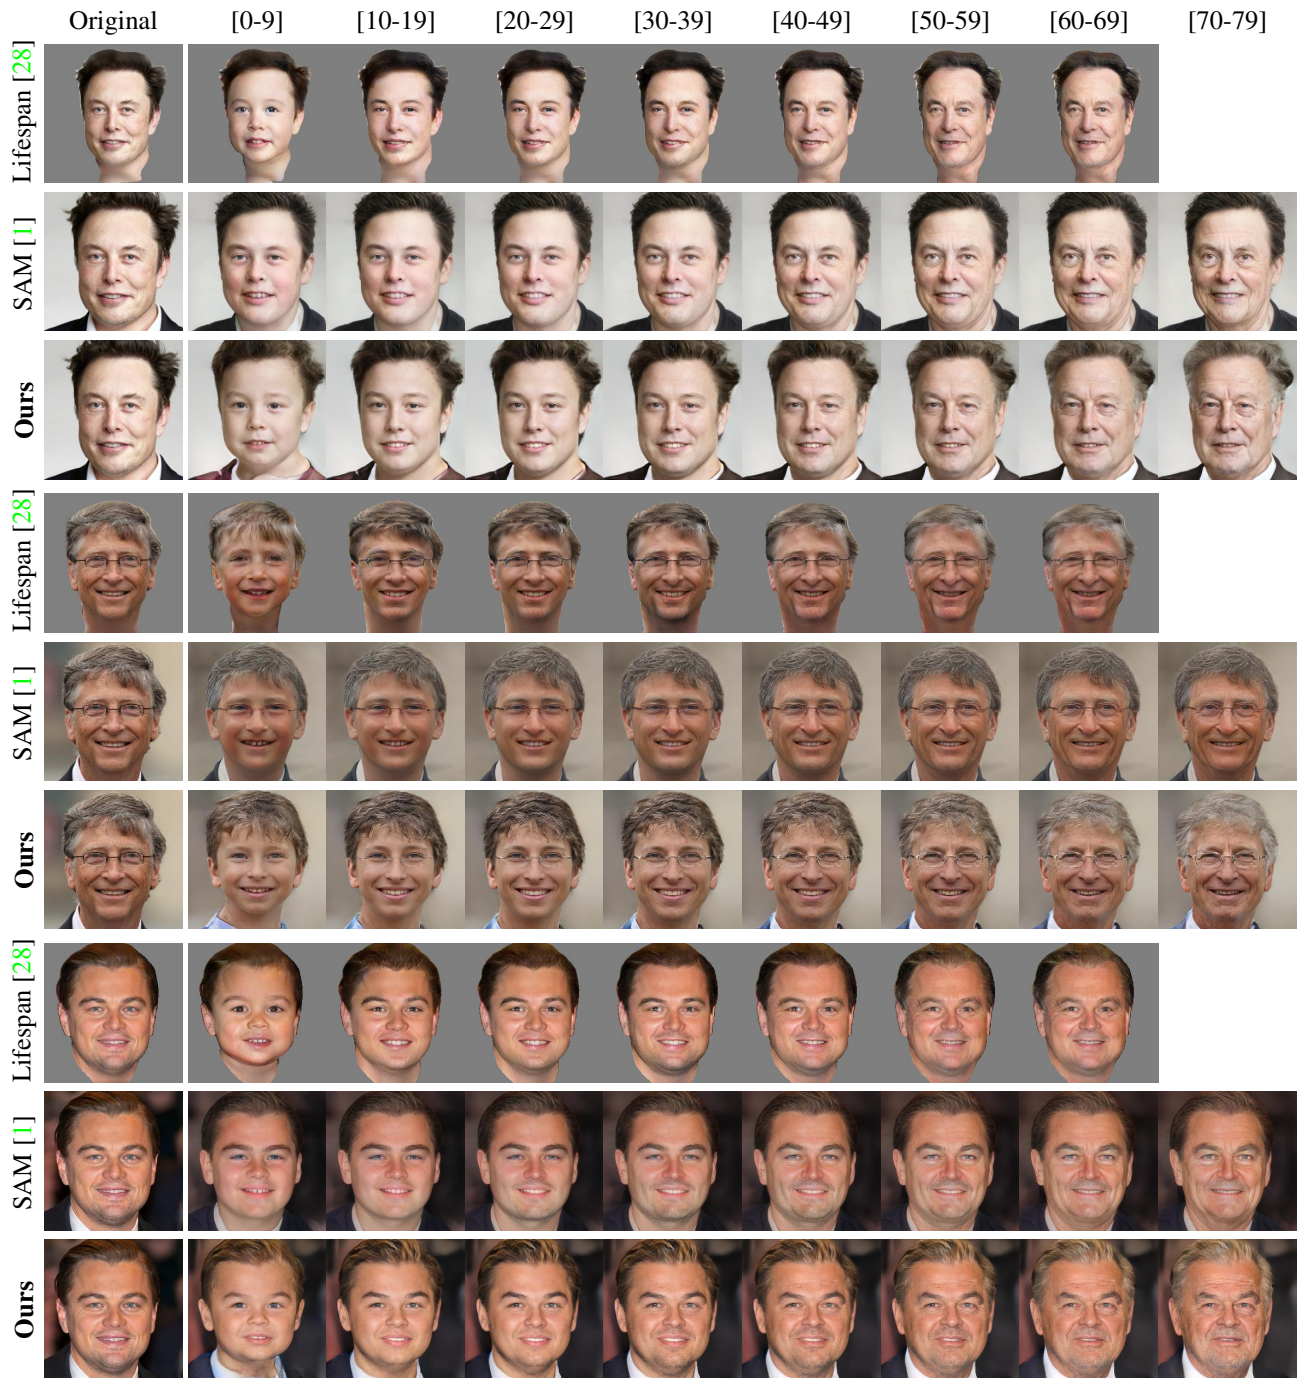 Original [0-9] [10-19] [20-29] [30-39] [40-49] [50-59] [60-69] [70-79]
Lifespan [28]
SAM [1]
Ours
Lifespan [28]
SAM [1]
Ours
Lifespan [28]
SAM [1]
Ours